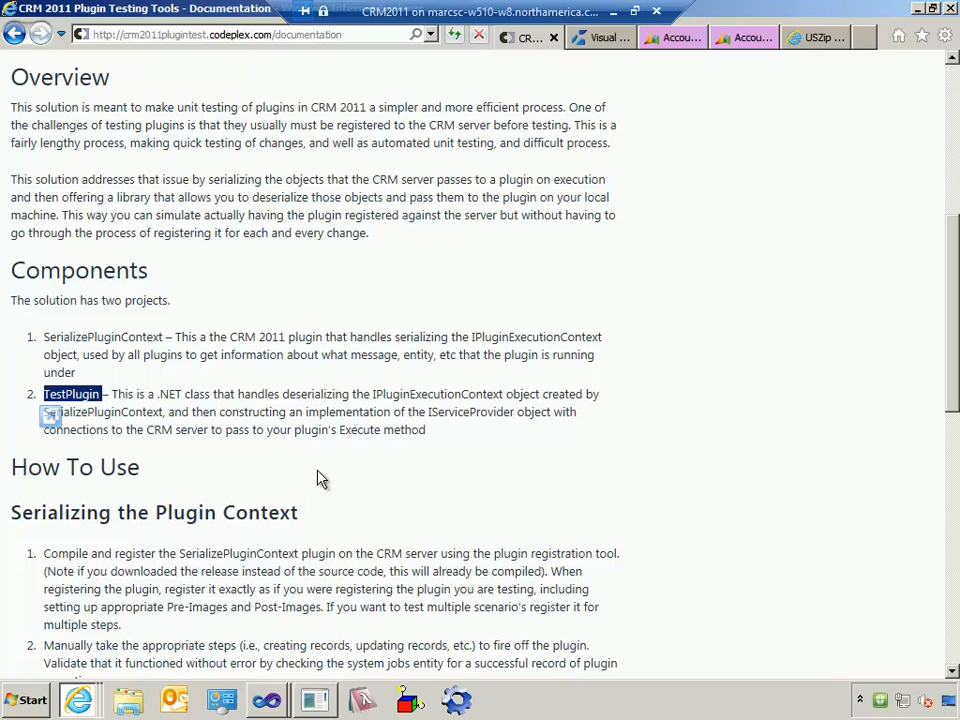 CRM 2011 Plugin Testing Tools - Documentation
CRM2011 on marcsc-w510-w8.northamerica.c...
http://crm2011plugintest.codeplex.com/documentation
CR...
Visual ...
Accou...
Accou...
USZip ...
Overview
This solution is meant to make unit testing of plugins in CRM 2011 a simpler and more efficient process. One of
the challenges of testing plugins is that they usually must be registered to the CRM server before testing. This is a
fairly lengthy process, making quick testing of changes, and well as automated unit testing, and difficult process.
This solution addresses that issue by serializing the objects that the CRM server passes to a plugin on execution
and then offering a library that allows you to deserialize those objects and pass them to the plugin on your local
machine. This way you can simulate actually having the plugin registered against the server but without having to
go through the process of registering it for each and every change.
Components
The solution has two projects.
1. SerializePluginContext – This a the CRM 2011 plugin that handles serializing the IPluginExecutionContext
object, used by all plugins to get information about what message, entity, etc that the plugin is running
under
2. TestPlugin – This is a .NET class that handles deserializing the IPluginExecutionContext object created by
SerializePluginContext, and then constructing an implementation of the IServiceProvider object with
connections to the CRM server to pass to your plugin's Execute method
How To Use
Serializing the Plugin Context
1. Compile and register the SerializePluginContext plugin on the CRM server using the plugin registration tool.
(Note if you downloaded the release instead of the source code, this will already be compiled). When
registering the plugin, register it exactly as if you were registering the plugin you are testing, including
setting up appropriate Pre-Images and Post-Images. If you want to test multiple scenario's register it for
multiple steps.
2. Manually take the appropriate steps (i.e., creating records, updating records, etc.) to fire off the plugin.
Validate that it functioned without error by checking the system jobs entity for a successful record of plugin
Start